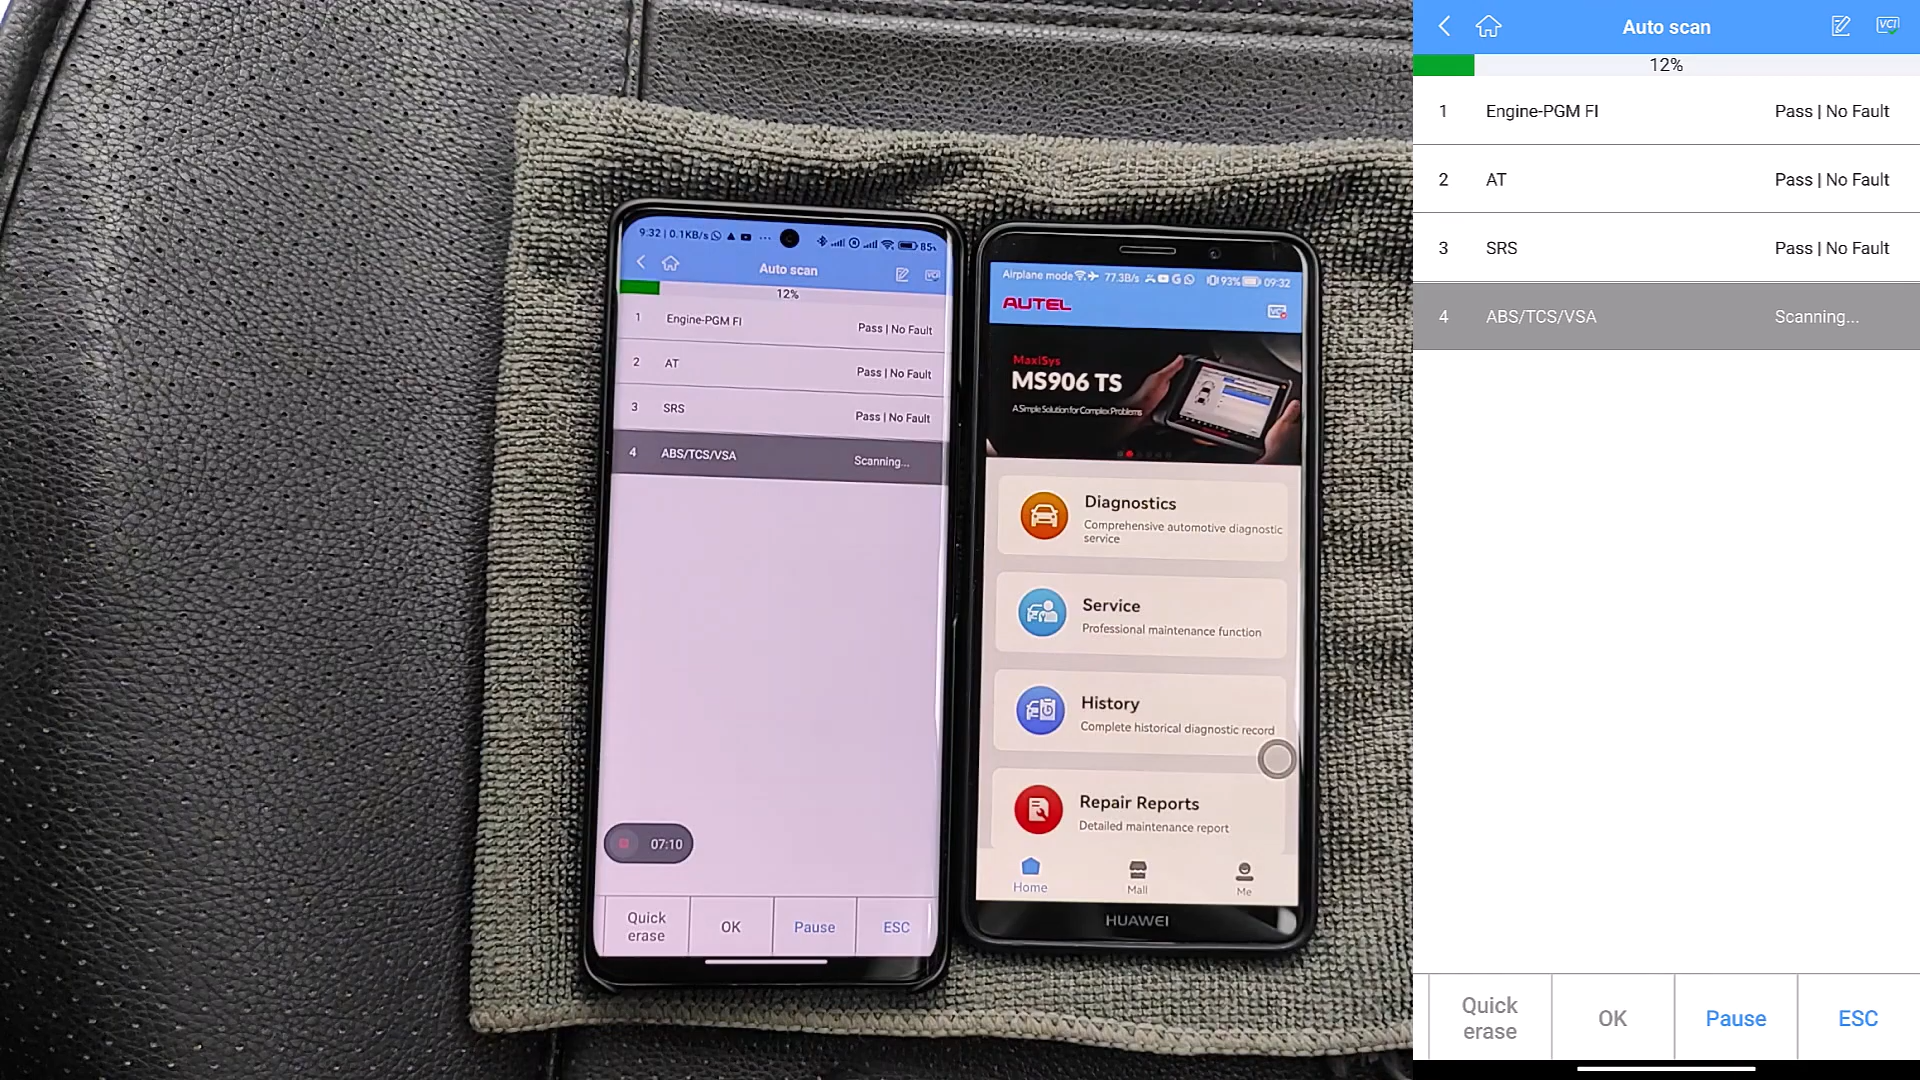 9:32 | 0.1KB/s
85%
Auto scan
12%
1 Engine-PGM FI Pass | No Fault
2 AT Pass | No Fault
3 SRS Pass | No Fault
4 ABS/TCS/VSA Scanning...
07:10
Quick erase
OK
Pause
ESC
Airplane mode 77.3B/s 93% 09:32
AUTEL
VCI
MaxiSys
MS906 TS
A Simple Solution for Complex Problems
Diagnostics
Comprehensive automotive diagnostic
service
Service
Professional maintenance function
History
Complete historical diagnostic record
Repair Reports
Detailed maintenance report
Home
Mall
Me
HUAWEI
Auto scan
VCI
12%
1 Engine-PGM FI Pass | No Fault
2 AT Pass | No Fault
3 SRS Pass | No Fault
4 ABS/TCS/VSA Scanning...
Quick erase
OK
Pause
ESC